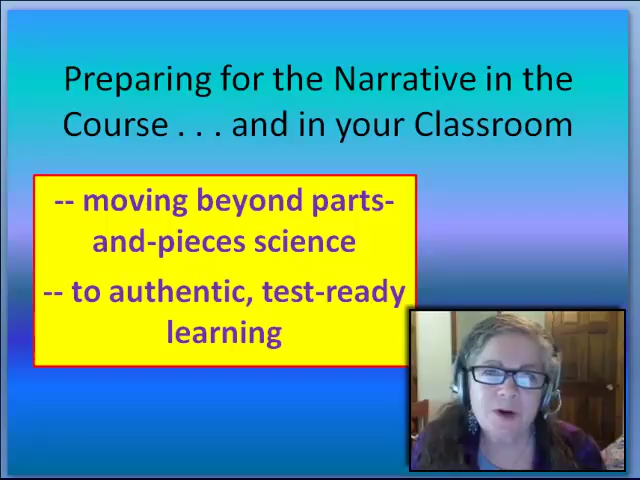 Preparing for the Narrative in the
Course . . . and in your Classroom
-- moving beyond parts-
and-pieces science
-- to authentic, test-ready
learning